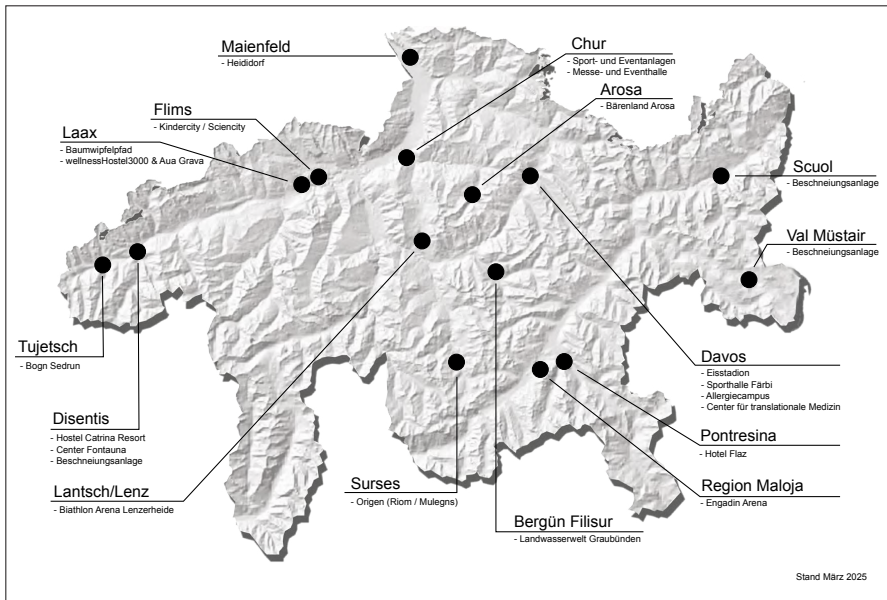 Maienfeld
- Heididorf
Chur
- Sport- und Eventanlagen
- Messe- und Eventhalle
Flims
- Kindercity / Sciencity
Arosa
- Bärenland Arosa
Laax
- Baumwipfelpfad
- wellnessHostel3000 & Aua Grava
Scuol
- Beschneiungsanlage
Val Müstair
- Beschneiungsanlage
Tujetsch
- Bogn Sedrun
Davos
- Eisstadion
- Sporthalle Färbi
- Allergiecampus
- Center für translationale Medizin
Disentis
- Hostel Catrina Resort
- Center Fontauna
- Beschneiungsanlage
Pontresina
- Hotel Flaz
Lantsch/Lenz
- Biathlon Arena Lenzerheide
Surses
- Origen (Riom / Mulegns)
Region Maloja
- Engadin Arena
Bergün Filisur
- Landwasserwelt Graubünden
Stand März 2025